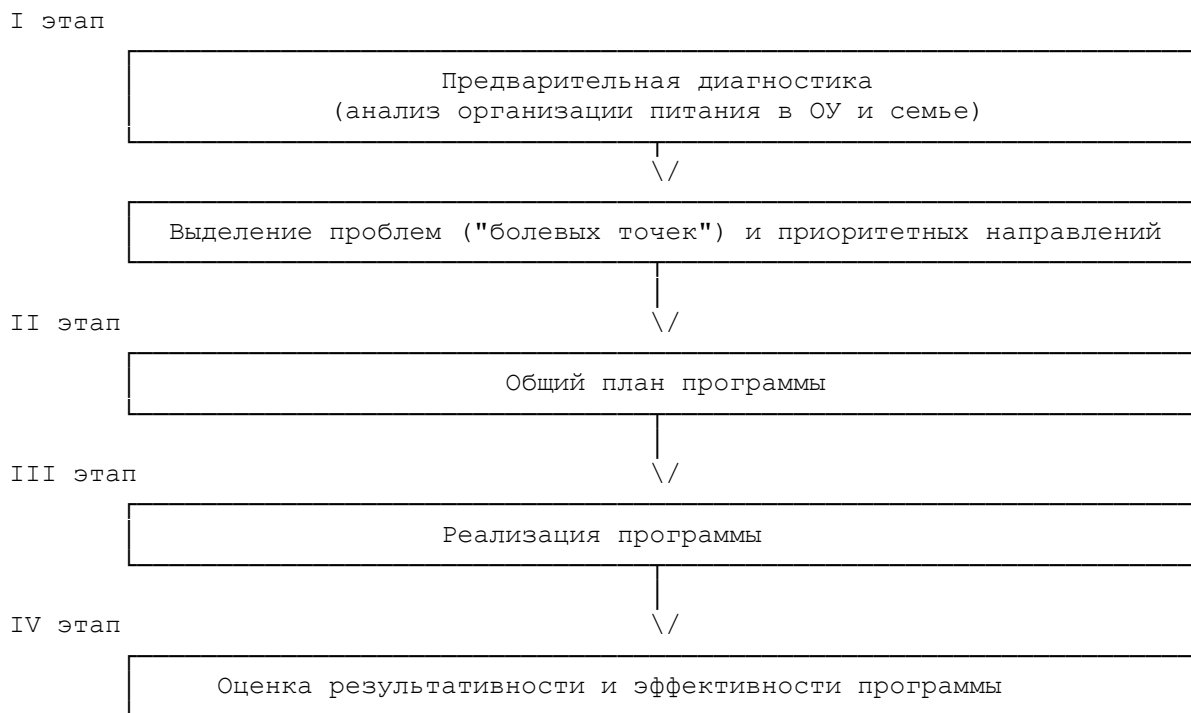 I этап
Предварительная диагностика
(анализ организации питания в ОУ и семье)
\/
Выделение проблем ("болевых точек") и приоритетных направлений
II этап
\/
Общий план программы
III этап
\/
Реализация программы
IV этап
\/
Оценка результативности и эффективности программы